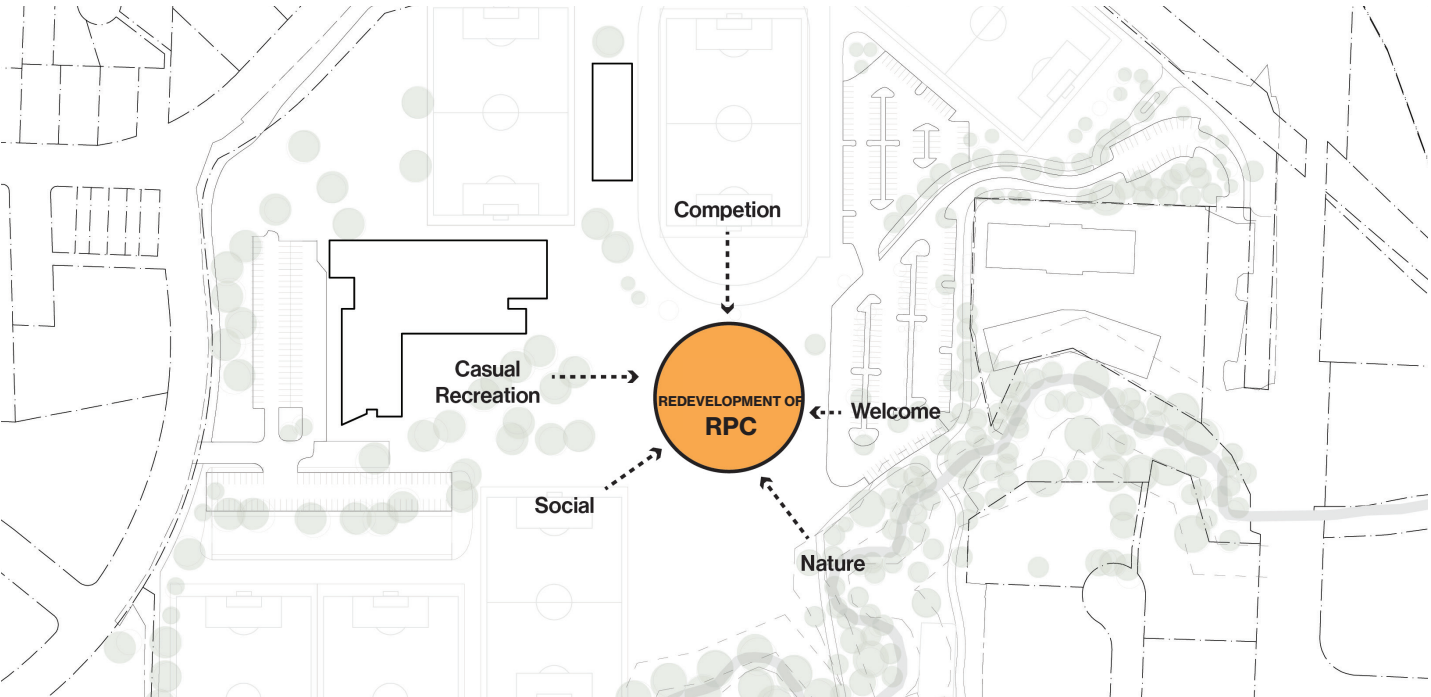 Competion
Casual
Recreation
REDEVELOPMENT OF
RPC
Welcome
Social
Nature